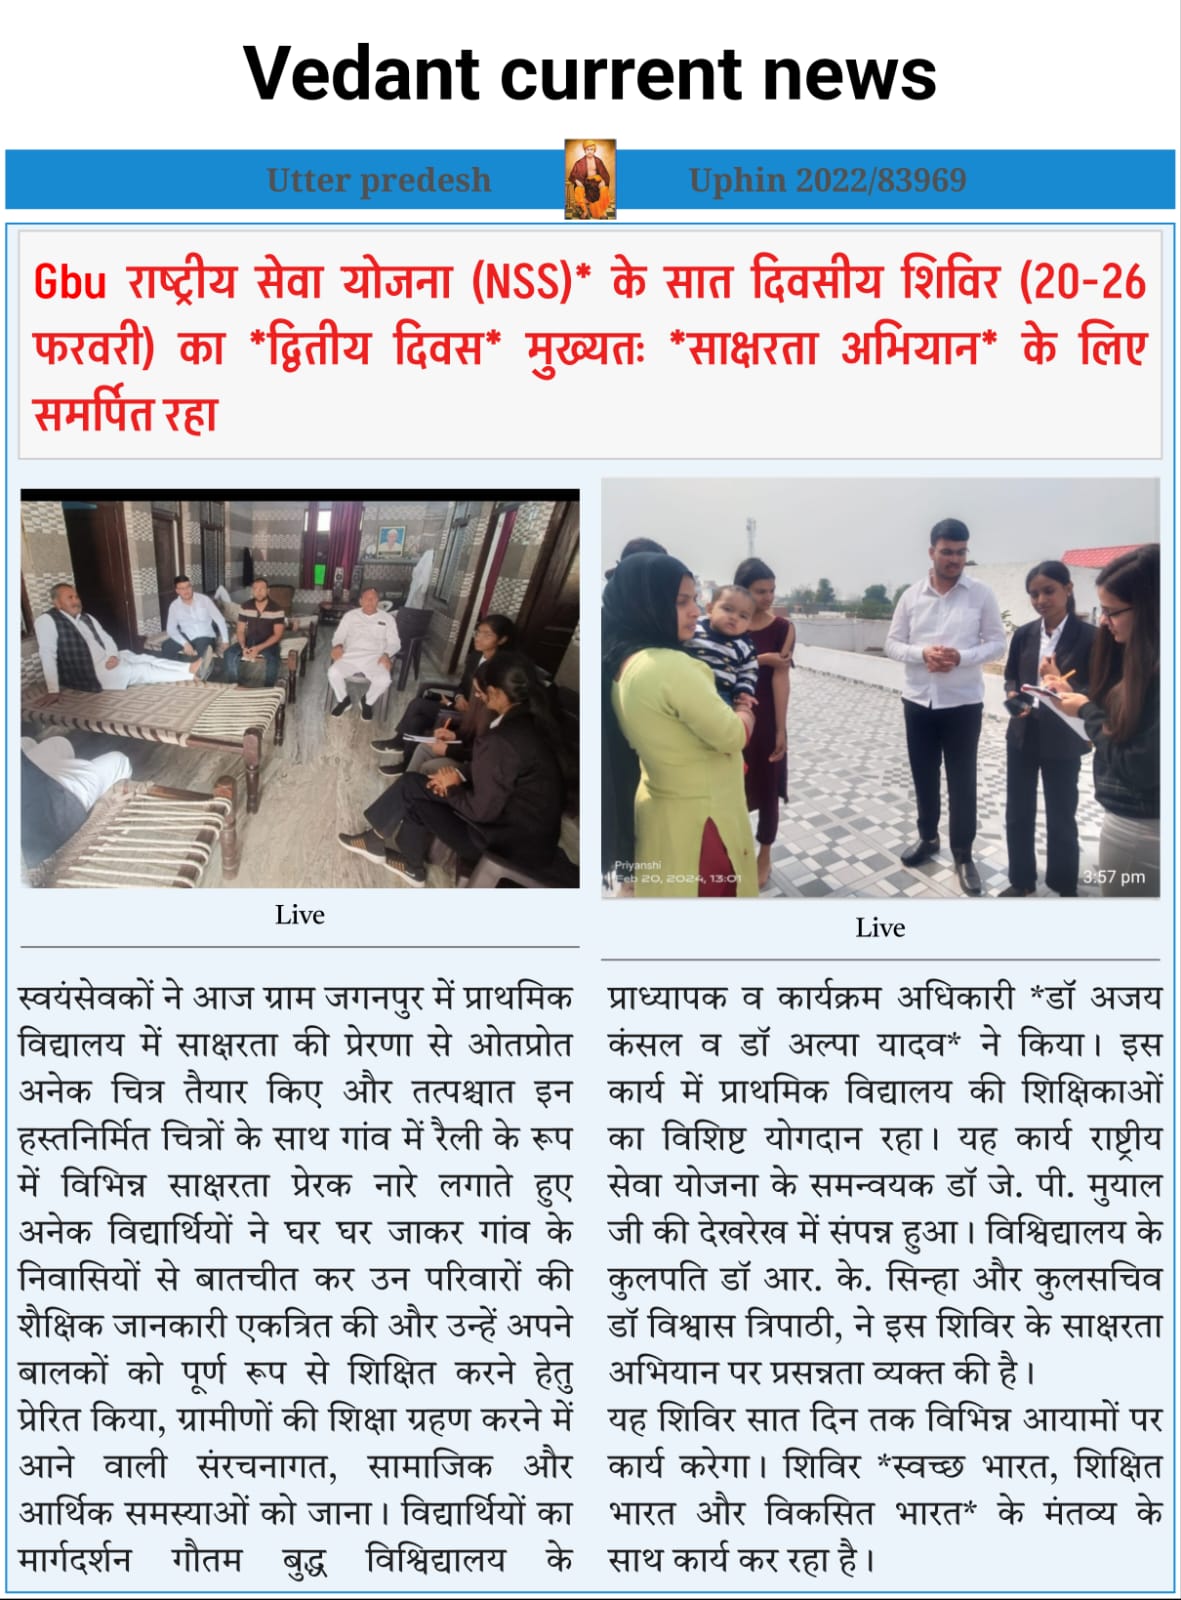 Vedant current news
Utter predesh
Uphin 2022/83969
Gbu राष्ट्रीय सेवा योजना (NSS)* के सात दिवसीय शिविर (20-26
फरवरी) का *द्वितीय दिवस* मुख्यतः *साक्षरता अभियान* के लिए
समर्पित रहा
Live
स्वयंसेवकों ने आज ग्राम जगनपुर में प्राथमिक
विद्यालय में साक्षरता की प्रेरणा से ओतप्रोत
अनेक चित्र तैयार किए और तत्पश्चात इन
हस्तनिर्मित चित्रों के साथ गांव में रैली के रूप
में विभिन्न साक्षरता प्रेरक नारे लगाते हुए
अनेक विद्यार्थियों ने घर घर जाकर गांव के
निवासियों से बातचीत कर उन परिवारों की
शैक्षिक जानकारी एकत्रित की और उन्हें अपने
बालकों को पूर्ण रूप से शिक्षित करने हेतु
प्रेरित किया, ग्रामीणों की शिक्षा ग्रहण करने में
आने वाली संरचनागत, सामाजिक और
आर्थिक समस्याओं को जाना। विद्यार्थियों का
मार्गदर्शन गौतम बुद्ध विश्विद्यालय के
Priyanshi
Feb 20, 2024, 13:01
3:57 pm
Live
प्राध्यापक व कार्यक्रम अधिकारी *डॉ अजय
कंसल व डॉ अल्पा यादव* ने किया। इस
कार्य में प्राथमिक विद्यालय की शिक्षिकाओं
का विशिष्ट योगदान रहा। यह कार्य राष्ट्रीय
सेवा योजना के समन्वयक डॉ जे. पी. मुयाल
जी की देखरेख में संपन्न हुआ। विश्विद्यालय के
कुलपति डॉ आर. के. सिन्हा और कुलसचिव
डॉ विश्वास त्रिपाठी, ने इस शिविर के साक्षरता
अभियान पर प्रसन्नता व्यक्त की है।
यह शिविर सात दिन तक विभिन्न आयामों पर
कार्य करेगा। शिविर *स्वच्छ भारत, शिक्षित
भारत और विकसित भारत* के मंतव्य के
साथ कार्य कर रहा है।